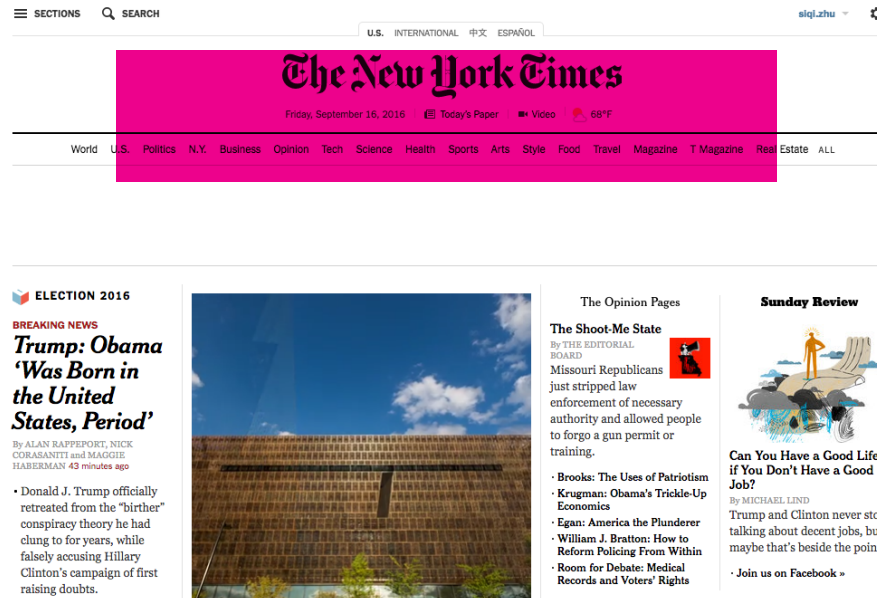 SECTIONS SEARCH siqi.zhu
U.S. INTERNATIONAL 中文 ESPAÑOL
The New York Times
Friday, September 16, 2016 Today's Paper Video 68°F
World U.S. Politics N.Y. Business Opinion Tech Science Health Sports Arts Style Food Travel Magazine T Magazine Real Estate ALL
ELECTION 2016
BREAKING NEWS
Trump: Obama
‘Was Born in
the United
States, Period’
By ALAN RAPPEPORT, NICK
CORASANITI and MAGGIE
HABERMAN 43 minutes ago
• Donald J. Trump officially
retreated from the “birther”
conspiracy theory he had
clung to for years, while
falsely accusing Hillary
Clinton’s campaign of first
raising doubts.
The Opinion Pages
The Shoot-Me State
By THE EDITORIAL
BOARD
Missouri Republicans
just stripped law
enforcement of necessary
authority and allowed people
to forgo a gun permit or
training.
· Brooks: The Uses of Patriotism
· Krugman: Obama’s Trickle-Up
Economics
· Egan: America the Plunderer
· William J. Bratton: How to
Reform Policing From Within
· Room for Debate: Medical
Records and Voters’ Rights
Sunday Review
Can You Have a Good Life
if You Don’t Have a Good
Job?
By MICHAEL LIND
Trump and Clinton never sto
talking about decent jobs, bu
maybe that’s beside the poin
· Join us on Facebook »